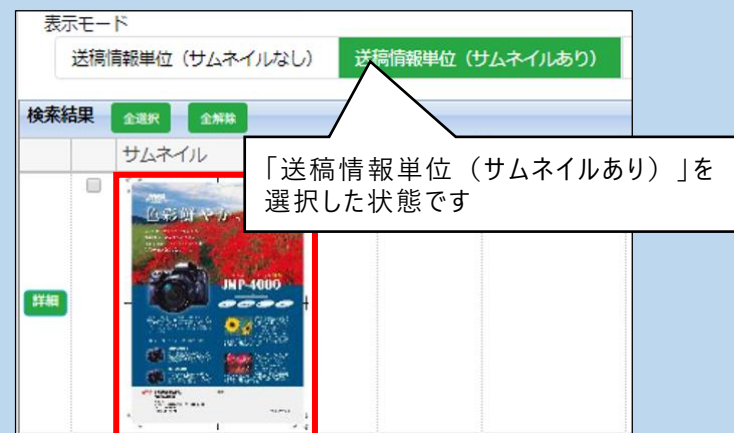 表示モード
送稿情報単位（サムネイルなし） 送稿情報単位（サムネイルあり）
検索結果 全選択 全解除
サムネイル
「送稿情報単位（サムネイルあり）」を
選択した状態です
色彩鮮やか、
JMP-4000
詳細